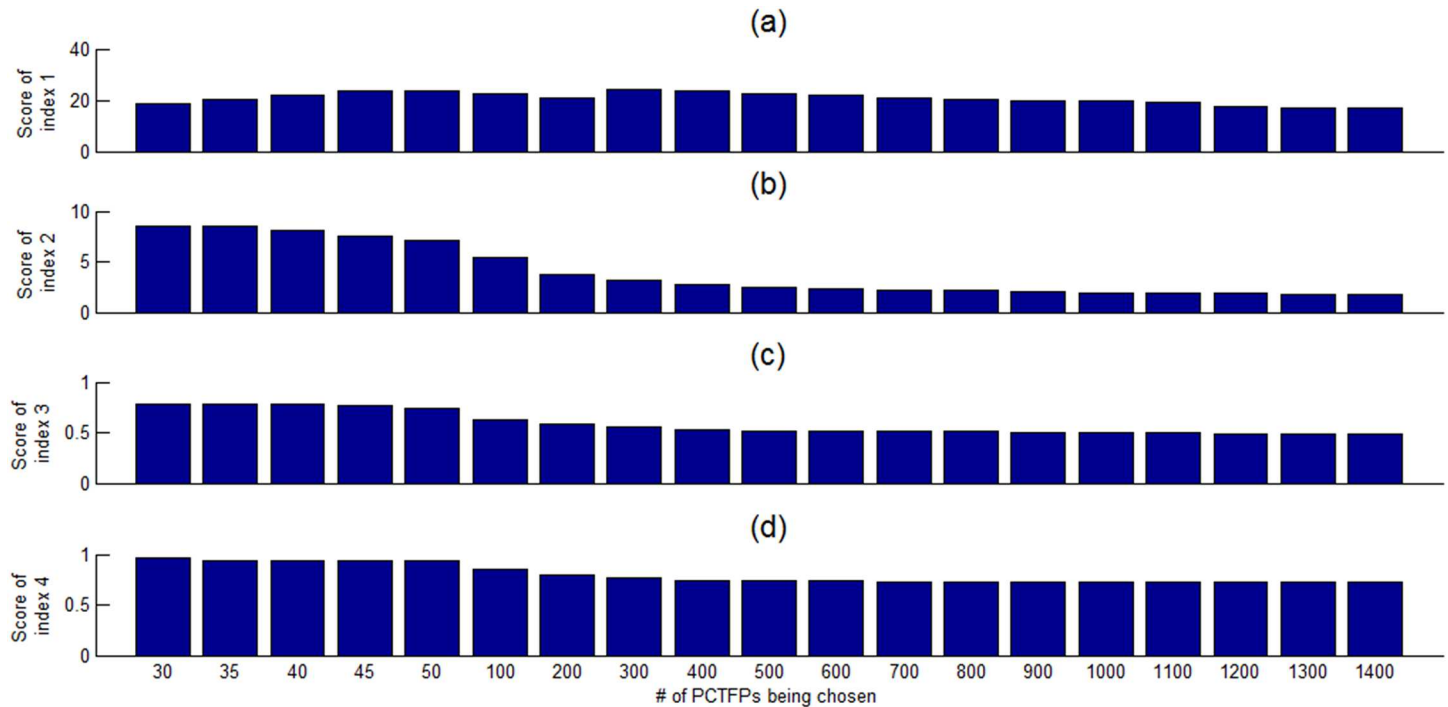 (a)
Score of
index 1
40
20
0
(b)
Score of
index 2
10
5
0
(c)
Score of
index 3
1
0.5
0
(d)
Score of
index 4
1
0.5
0
30 35 40 45 50 100 200 300 400 500 600 700 800 900 1000 1100 1200 1300 1400
# of PCTFPs being chosen